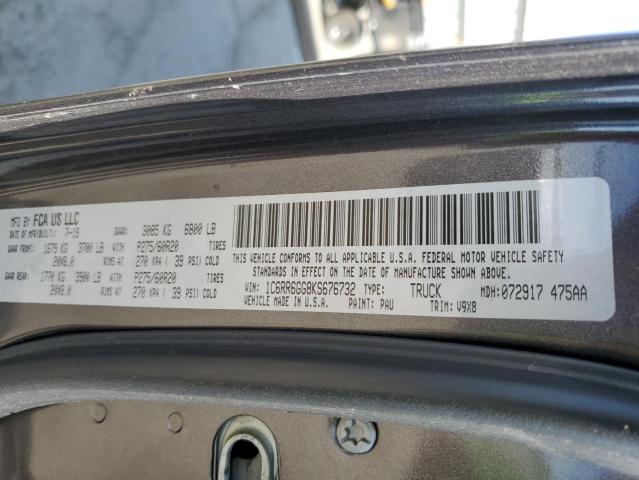 MFD BY FCA US LLC
DATE OF MFR(BUILT): 7-19 GVWR: 3085 KG 6800 LB
GAWR FRONT: 1679 KG 3700 LB WITH P275/60R20 TIRES
20X8.0 RIMS AT 270 KPA ( 39 PSI) COLD
GAWR REAR: 1770 KG 3900 LB WITH P275/60R20 TIRES
20X8.0 RIMS AT 270 KPA ( 39 PSI) COLD
THIS VEHICLE CONFORMS TO ALL APPLICABLE U.S.A. FEDERAL MOTOR VEHICLE SAFETY
STANDARDS IN EFFECT ON THE DATE OF MANUFACTURE SHOWN ABOVE.
VIN: 1C6RR6GG8KS676732 TYPE: TRUCK MDH: 072917 475AA
VEHICLE MADE IN U.S.A. PAINT: PAU TRIM: V9X8